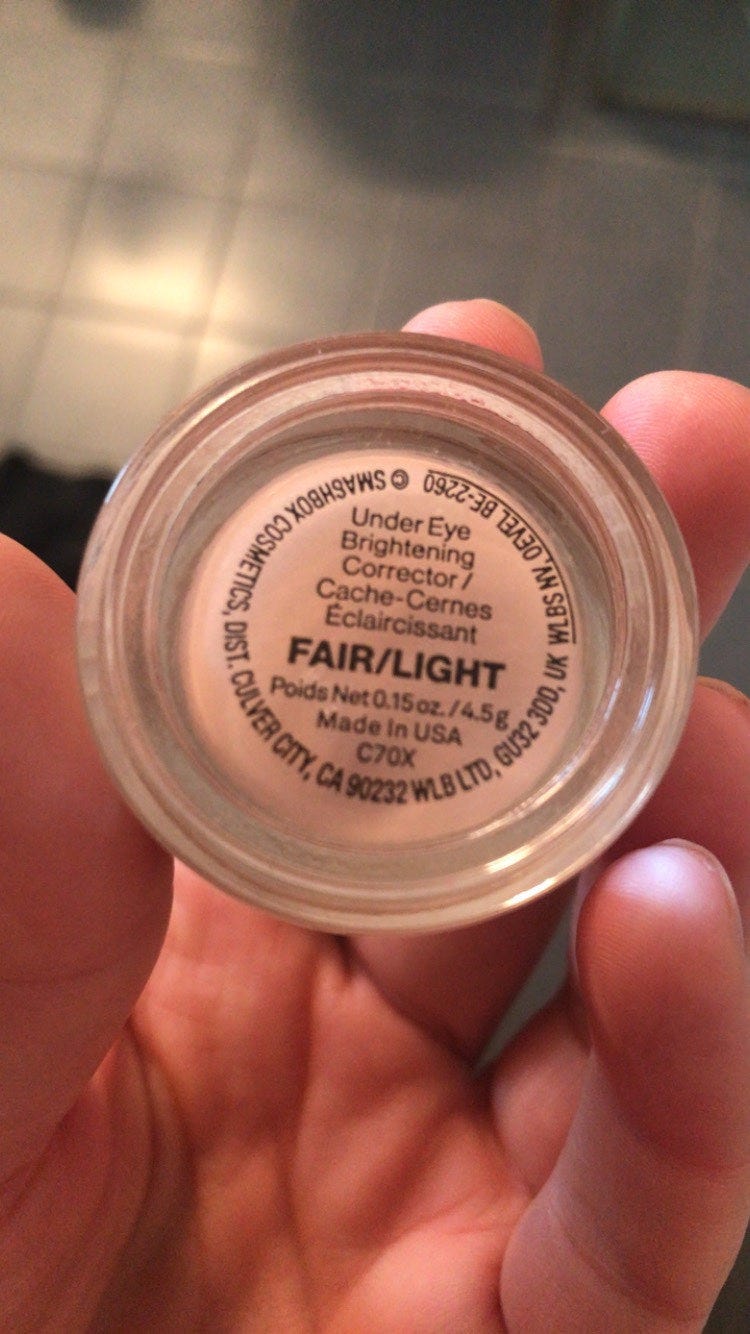 Under Eye
Brightening
Corrector /
Cache-Cernes
Éclaircissant
FAIR/LIGHT
Poids Net 0.15 oz. / 4.5 g
Made In USA
C70X
© SMASHBOX COSMETICS, DIST. CULVER CITY, CA 90232 WLB LTD, GU32 3DD, UK WLBS NV, OEVEL BE-2260